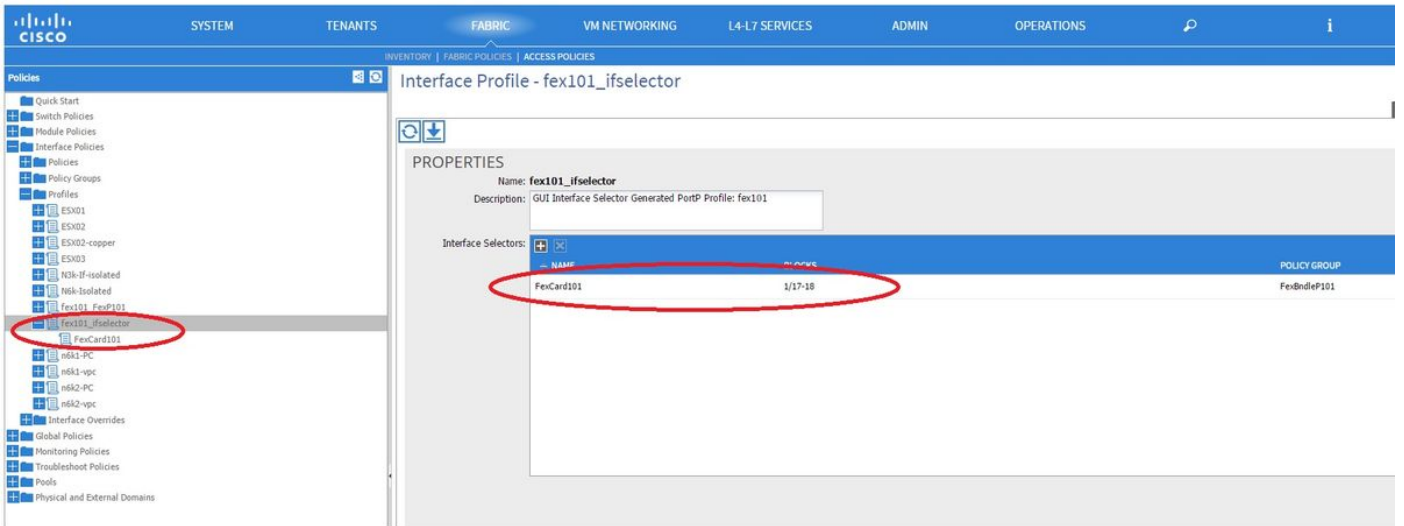 CISCO
SYSTEM TENANTS FABRIC VM NETWORKING L4-L7 SERVICES ADMIN OPERATIONS i
INVENTORY | FABRIC POLICIES | ACCESS POLICIES
Policies
Quick Start
Switch Policies
Module Policies
Interface Policies
Policies
Policy Groups
Profiles
ESX01
ESX02
ESX02-copper
ESX03
N3k-If-isolated
N6k-Isolated
fex101_FexP101
fex101_ifselector
FexCard101
n6k1-PC
n6k1-vpc
n6k2-PC
n6k2-vpc
Interface Overrides
Global Policies
Monitoring Policies
Troubleshoot Policies
Pools
Physical and External Domains
Interface Profile - fex101_ifselector
PROPERTIES
Name: fex101_ifselector
Description: GUI Interface Selector Generated PortP Profile: fex101
Interface Selectors:
NAME BLOCKS POLICY GROUP
FexCard101 1/17-18 FexBndleP101